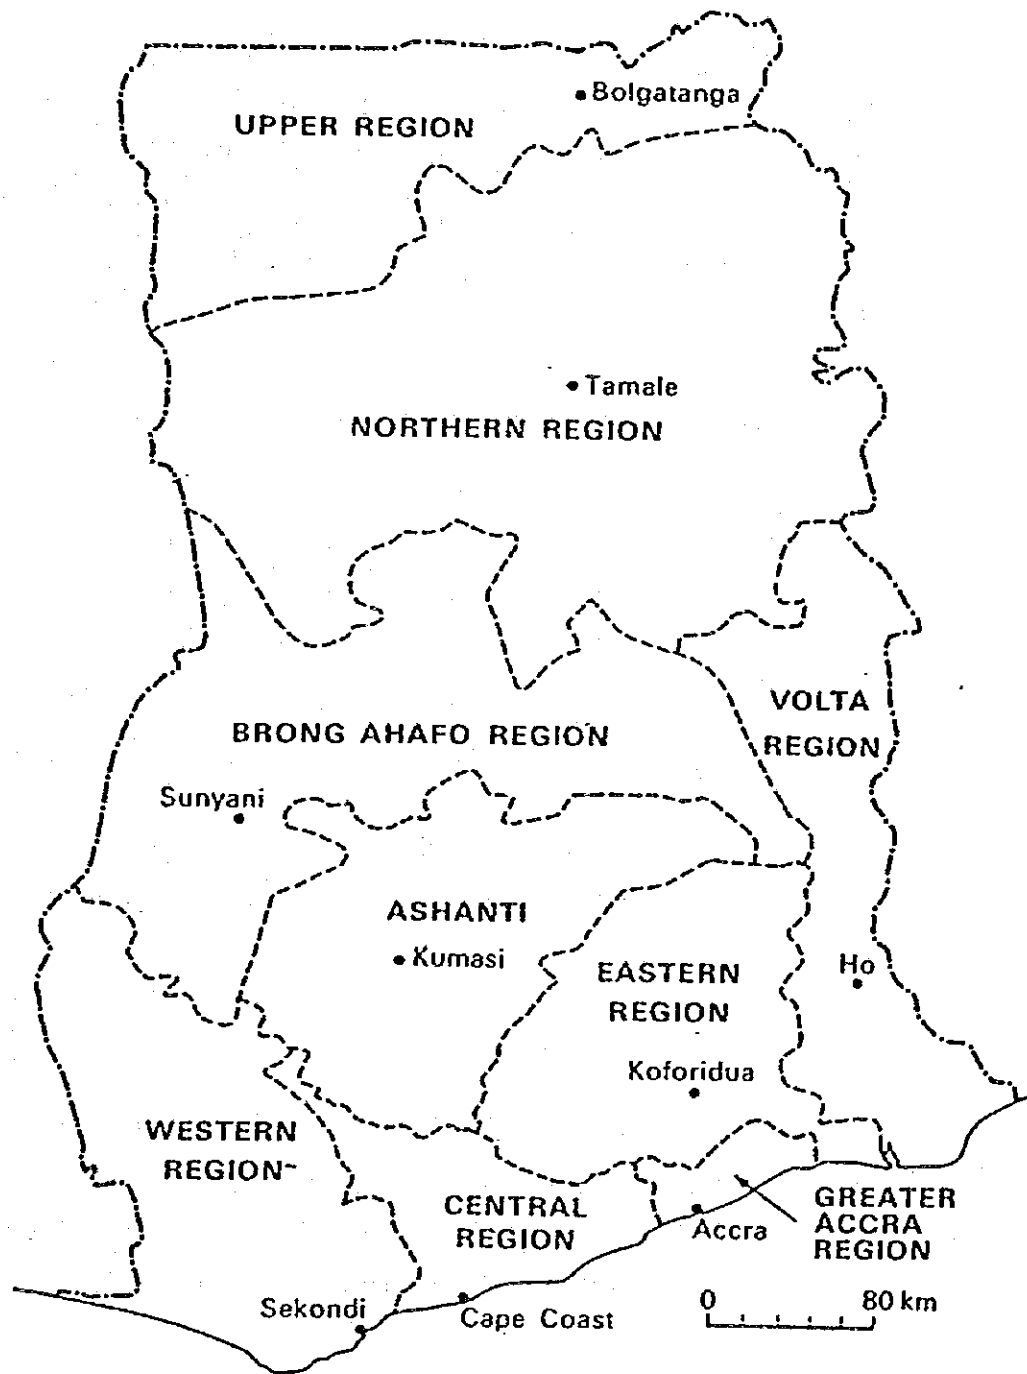 Bolgatanga
UPPER REGION
Tamale
NORTHERN REGION
VOLTA
REGION
BRONG AHAFO REGION
Sunyani
ASHANTI
Kumasi
EASTERN
REGION
Ho
Koforidua
WESTERN
REGION
CENTRAL
REGION
GREATER
ACCRA
REGION
Accra
0 80 km
Sekondi
Cape Coast